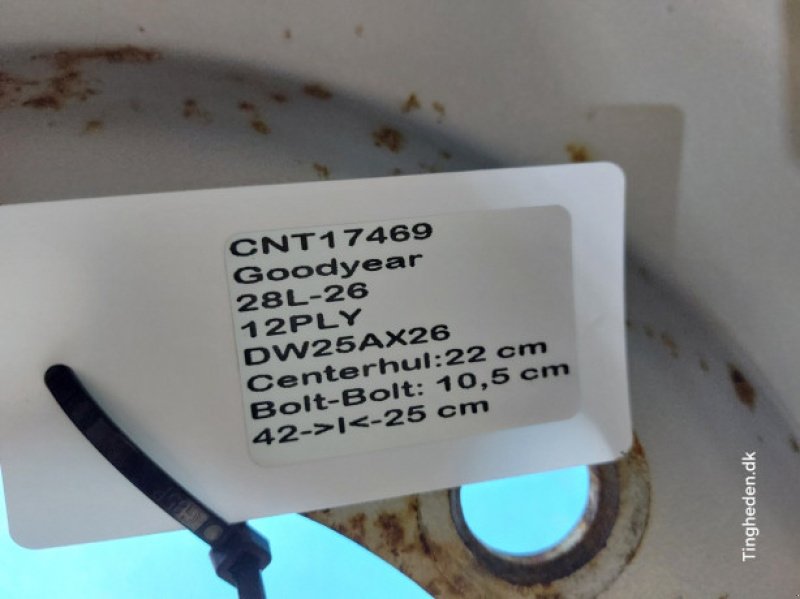 CNT17469
Goodyear
28L-26
12PLY
DW25AX26
Centerhul:22 cm
Bolt-Bolt: 10,5 cm
42->I<-25 cm
Tingheden.dk